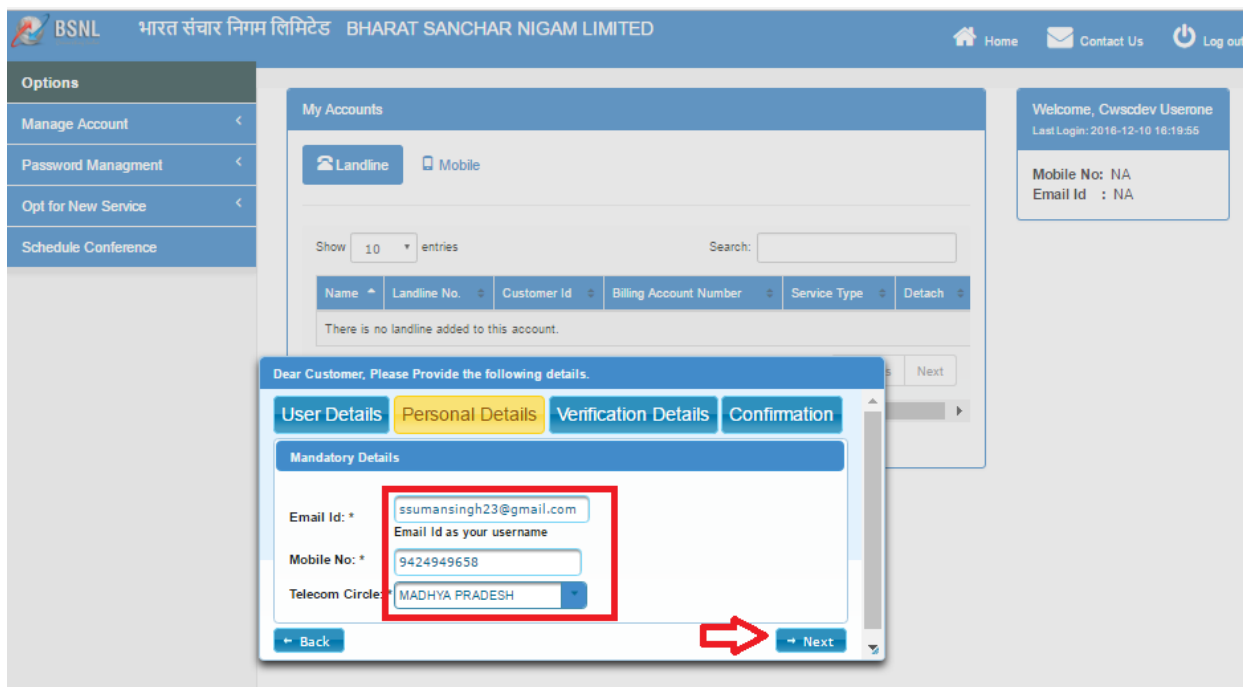 BSNL भारत संचार निगम लिमिटेड BHARAT SANCHAR NIGAM LIMITED
Home Contact Us Log out
Options
Manage Account
Password Managment
Opt for New Service
Schedule Conference
My Accounts
Landline Mobile
Show 10 entries Search:
Name Landline No. Customer Id Billing Account Number Service Type Detach
There is no landline added to this account.
Next
Welcome, Cwscdev Userone
Last Login: 2016-12-10 16:19:55
Mobile No: NA
Email Id : NA
Dear Customer, Please Provide the following details.
User Details Personal Details Verification Details Confirmation
Mandatory Details
Email Id: * ssumansingh23@gmail.com
Email Id as your username
Mobile No: * 9424949658
Telecom Circle: * MADHYA PRADESH
Back Next